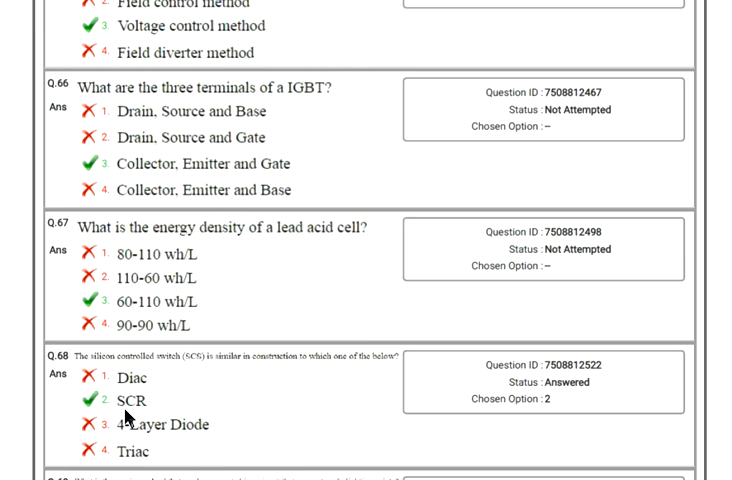 2. Field control method
3. Voltage control method
4. Field diverter method
Q.66 What are the three terminals of a IGBT?
Ans 1. Drain, Source and Base
2. Drain, Source and Gate
3. Collector, Emitter and Gate
4. Collector, Emitter and Base
Question ID : 7508812467
Status : Not Attempted
Chosen Option : --
Q.67 What is the energy density of a lead acid cell?
Ans 1. 80-110 wh/L
2. 110-60 wh/L
3. 60-110 wh/L
4. 90-90 wh/L
Question ID : 7508812498
Status : Not Attempted
Chosen Option : --
Q.68 The silicon controlled switch (SCS) is similar in construction to which one of the below?
Ans 1. Diac
2. SCR
3. 4-Layer Diode
4. Triac
Question ID : 7508812522
Status : Answered
Chosen Option : 2